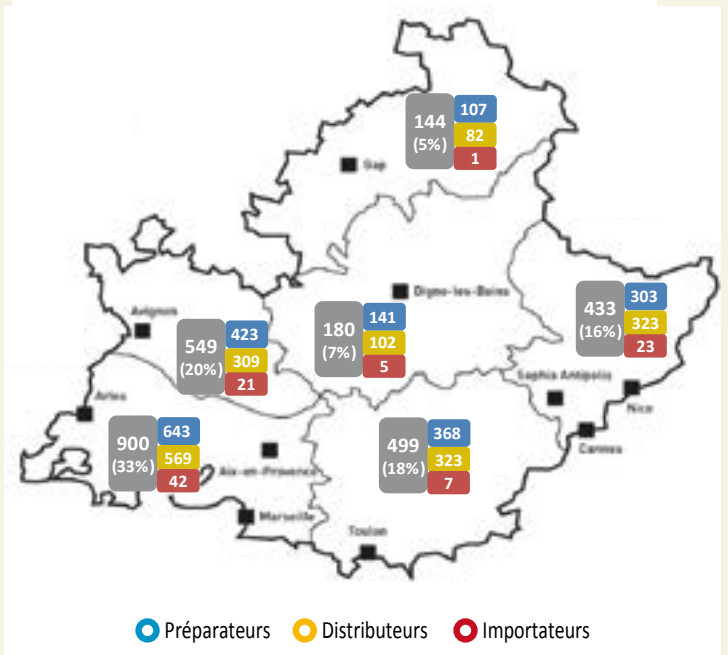 144
(5%)
107
82
1
Gap
Digne-les-Bains
433
(16%)
303
323
23
180
(7%)
141
102
5
Avignon
549
(20%)
423
309
21
Sophia Antipolis
Nice
Cannes
Arles
900
(33%)
643
569
42
Aix-en-Provence
499
(18%)
368
323
7
Marseille
Toulon
Préparateurs Distributeurs Importateurs